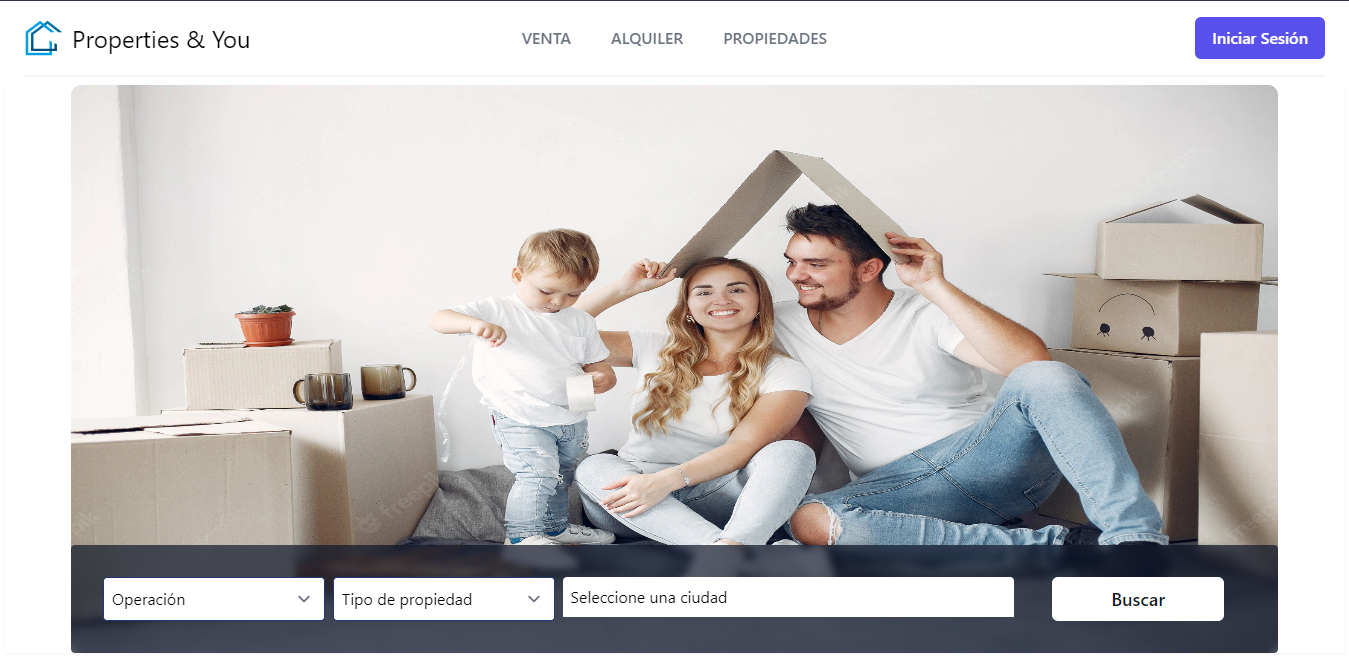 Properties & You
VENTA
ALQUILER
PROPIEDADES
Iniciar Sesión
Operación
Tipo de propiedad
Seleccione una ciudad
Buscar